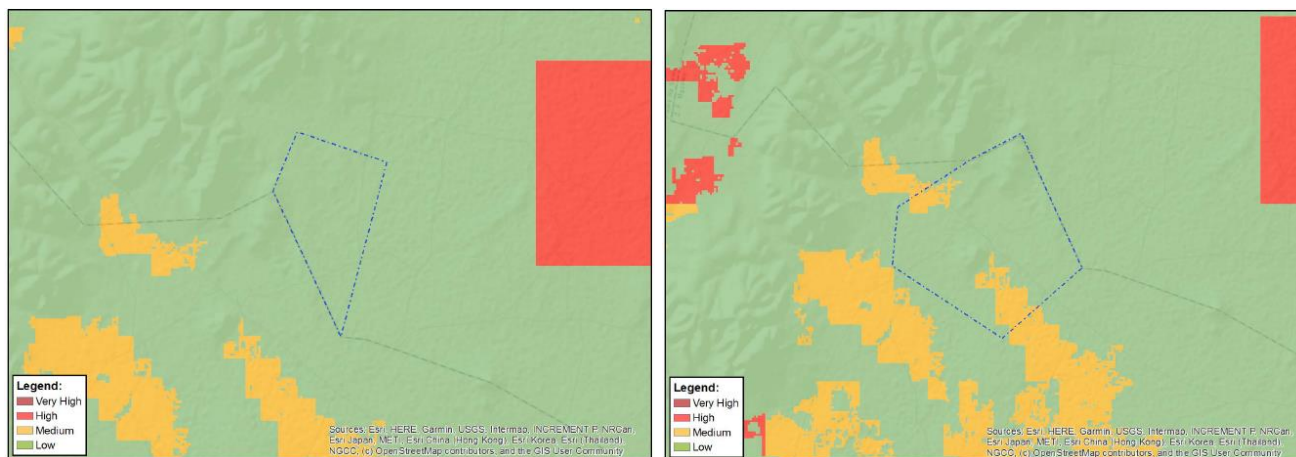 Legend:
Very High
High
Medium
Low
Sources: Esri, HERE, Garmin, USGS, Intermap, INCREMENT P, NRCan,
Esri Japan, METI, Esri China (Hong Kong), Esri Korea, Esri (Thailand),
NGCC, (c) OpenStreetMap contributors, and the GIS User Community
Legend:
Very High
High
Medium
Low
Sources: Esri, HERE, Garmin, USGS, Intermap, INCREMENT P, NRCan,
Esri Japan, METI, Esri China (Hong Kong), Esri Korea, Esri (Thailand),
NGCC, (c) OpenStreetMap contributors, and the GIS User Community